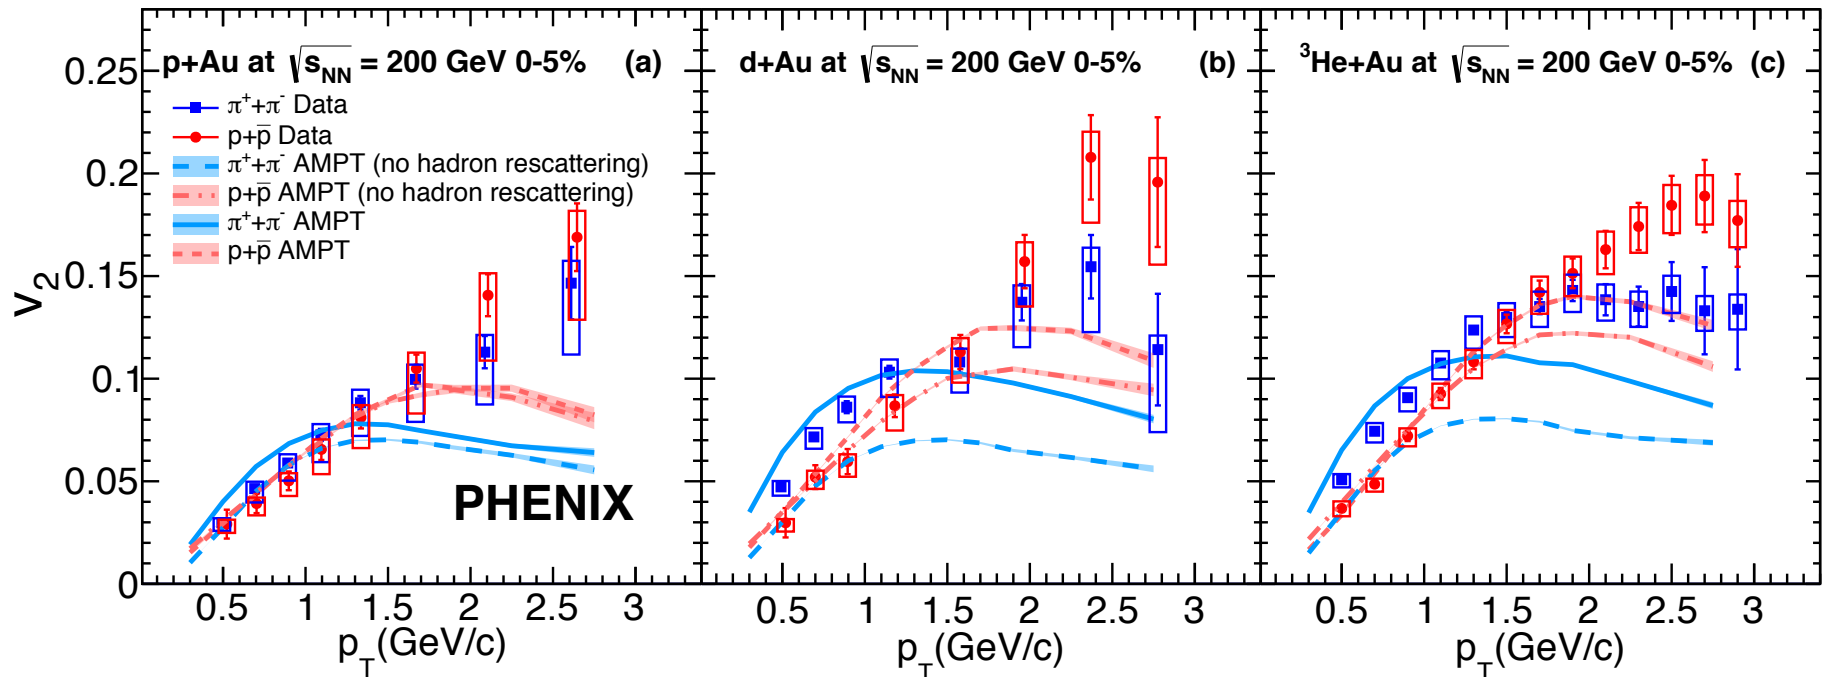 p+Au at √sNN = 200 GeV 0-5% (a)
π⁺+π⁻ Data
p+p̅ Data
π⁺+π⁻ AMPT (no hadron rescattering)
p+p̅ AMPT (no hadron rescattering)
π⁺+π⁻ AMPT
p+p̅ AMPT
PHENIX
d+Au at √sNN = 200 GeV 0-5% (b)
³He+Au at √sNN = 200 GeV 0-5% (c)
v₂
0.25
0.2
0.15
0.1
0.05
0
0.5 1 1.5 2 2.5 3
0.5 1 1.5 2 2.5 3
0.5 1 1.5 2 2.5 3
pT(GeV/c)
pT(GeV/c)
pT(GeV/c)